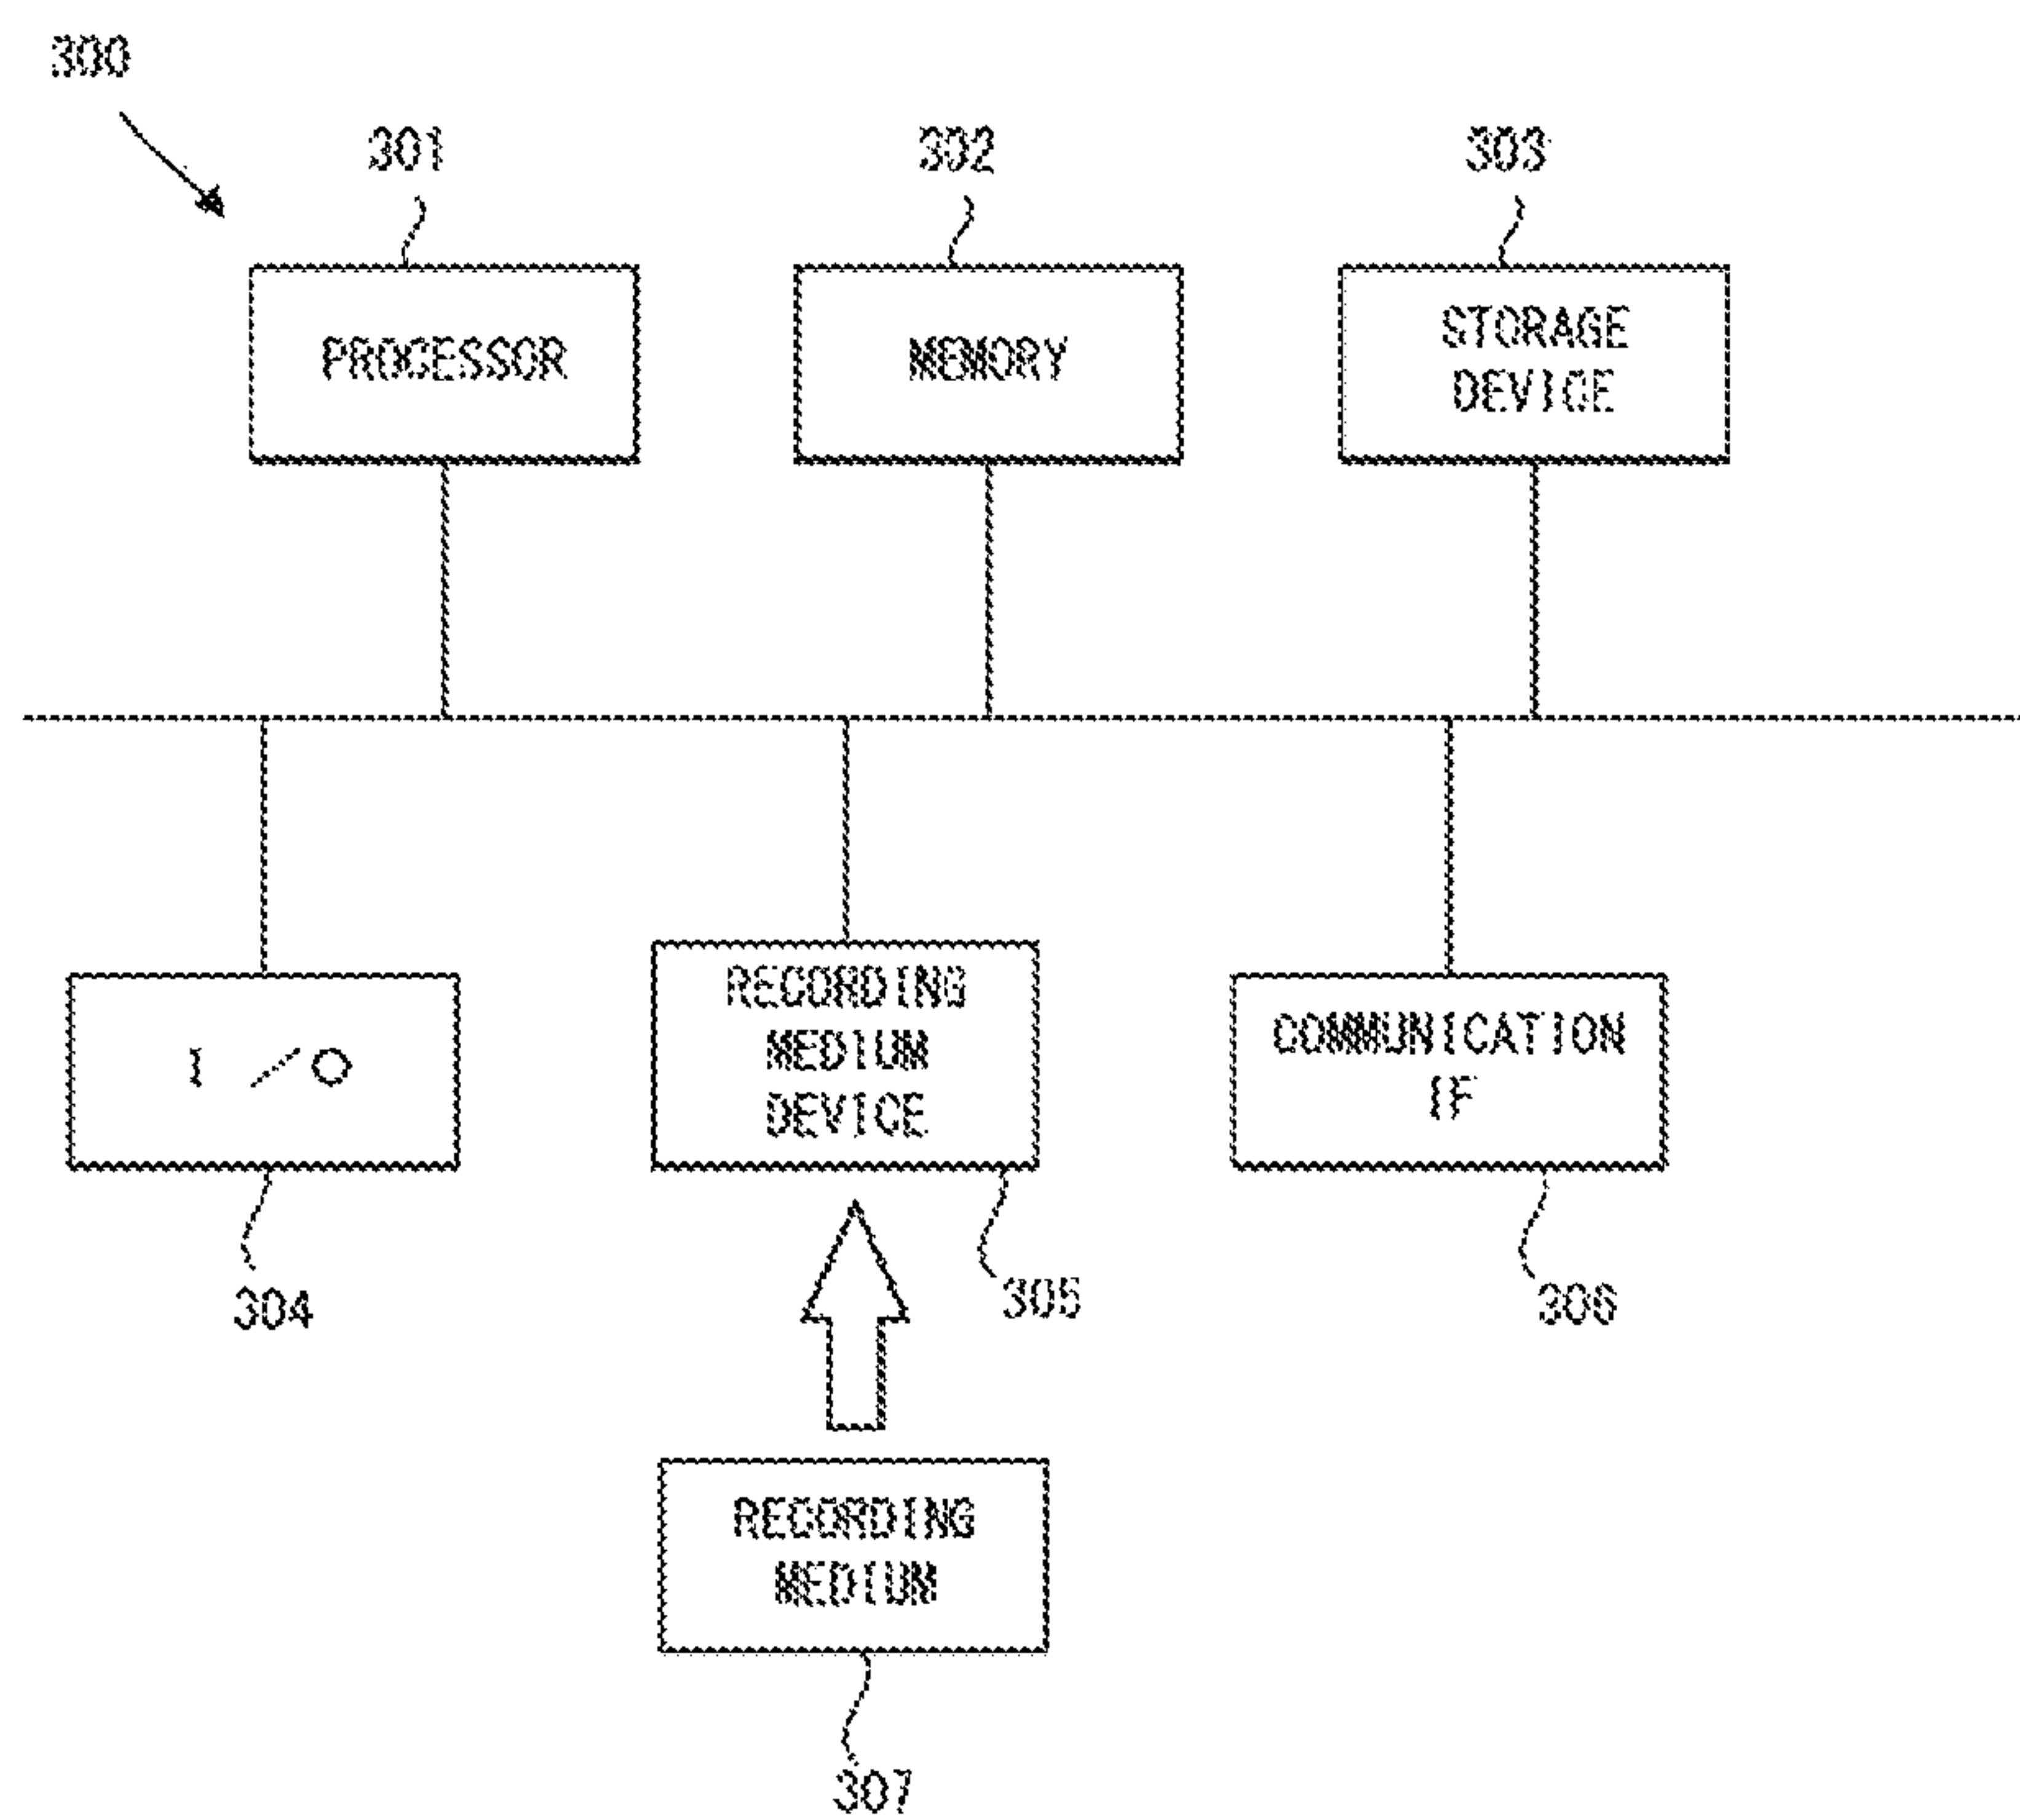 300
301
302
303
PROCESSOR
MEMORY
STORAGE
DEVICE
I/O
RECORDING
MEDIUM
DEVICE
COMMUNICATION
IF
304
305
306
RECORDING
MEDIUM
307